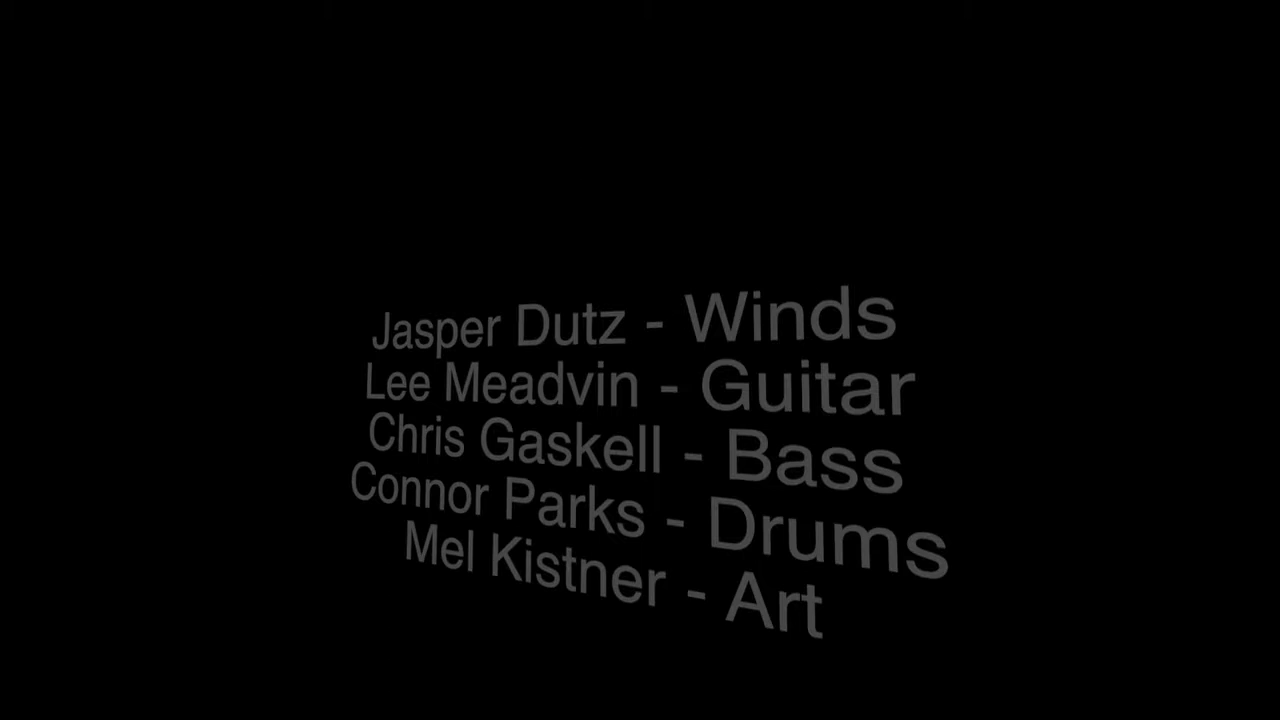 Jasper Dutz - Winds
Lee Meadvin - Guitar
Chris Gaskell - Bass
Connor Parks - Drums
Mel Kistner - Art